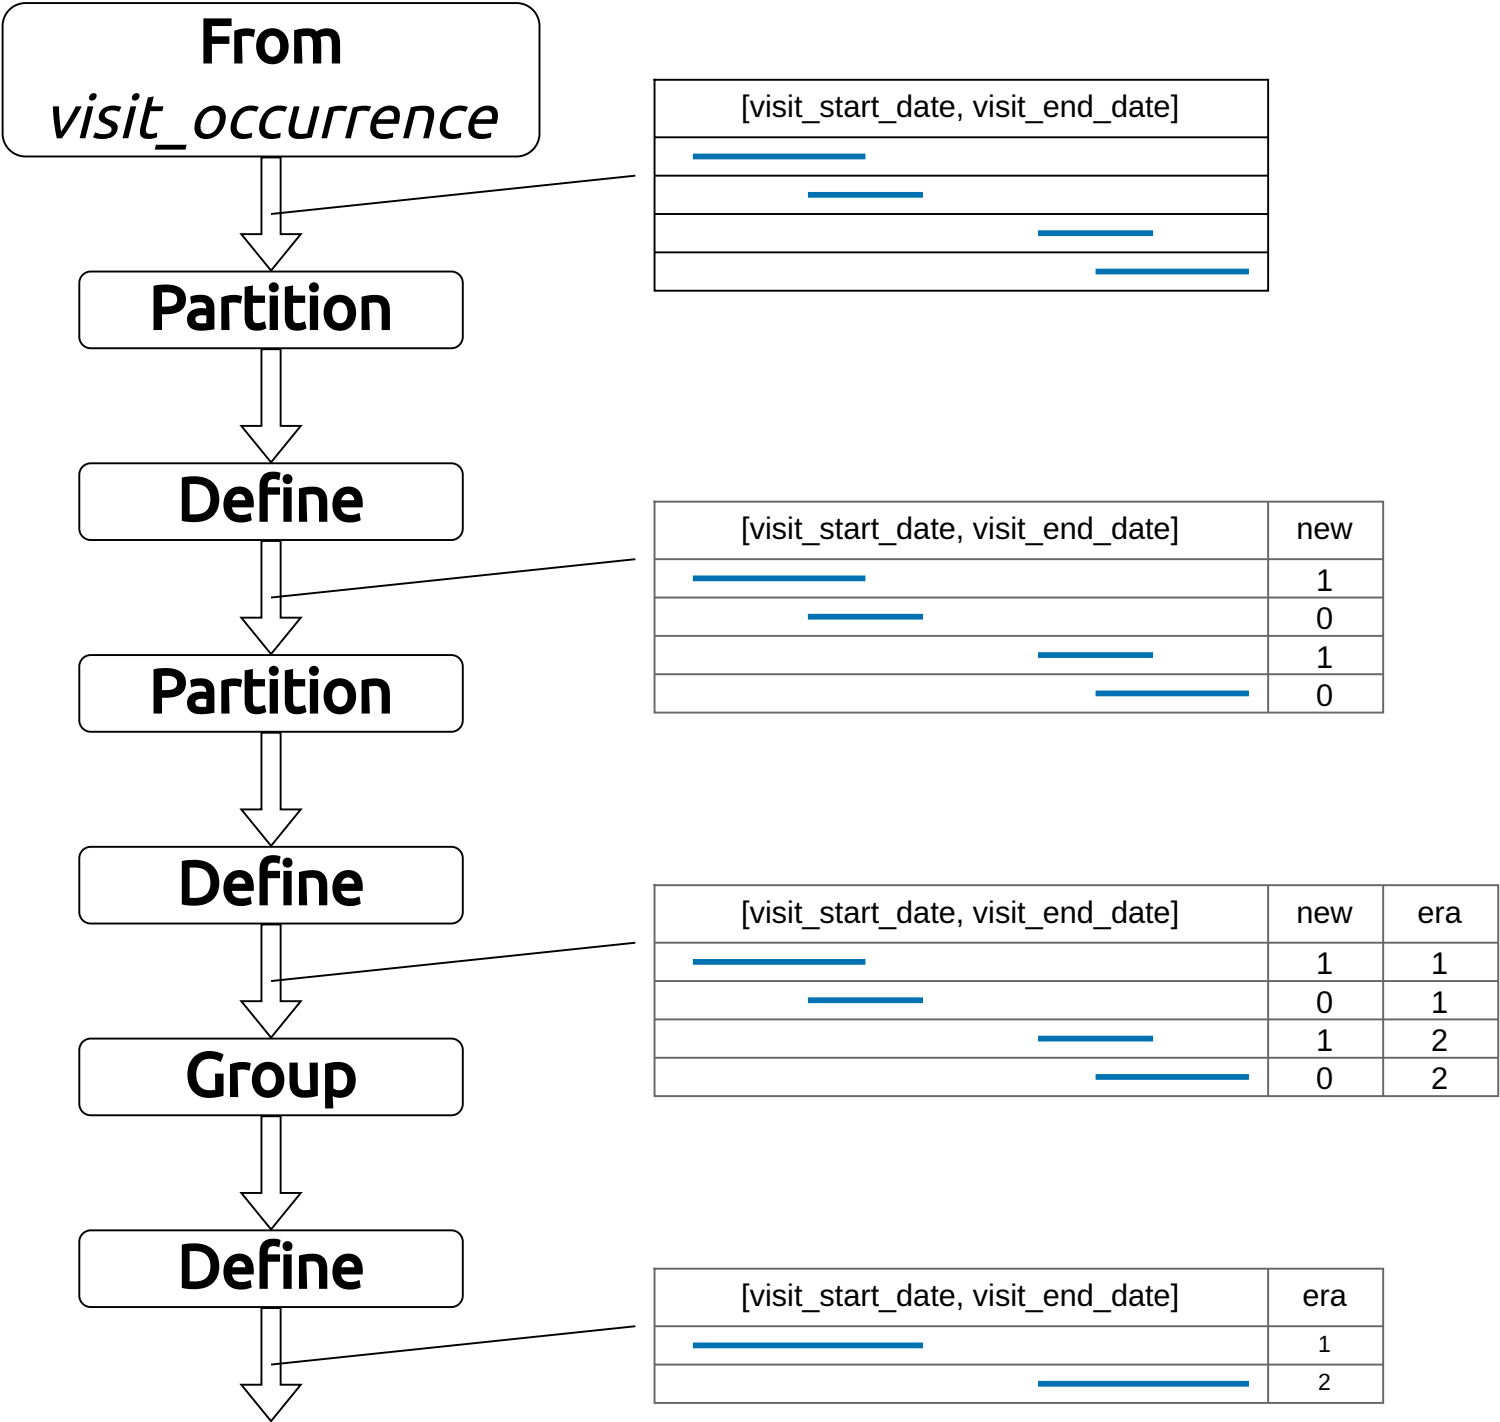 From
visit_occurrence
[visit_start_date, visit_end_date]
Partition
Define
[visit_start_date, visit_end_date] new
1
0
1
0
Partition
Define
[visit_start_date, visit_end_date] new era
1 1
0 1
1 2
0 2
Group
Define
[visit_start_date, visit_end_date] era
1
2